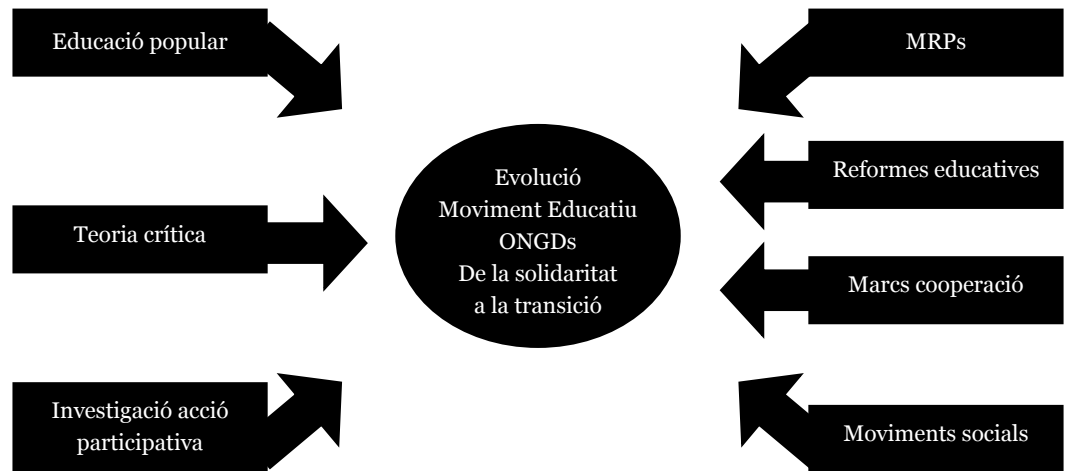 Educació popular
Teoria crítica
Investigació acció
participativa
Evolució
Moviment Educatiu
ONGDs
De la solidaritat
a la transició
MRPs
Reformes educatives
Marcs cooperació
Moviments socials